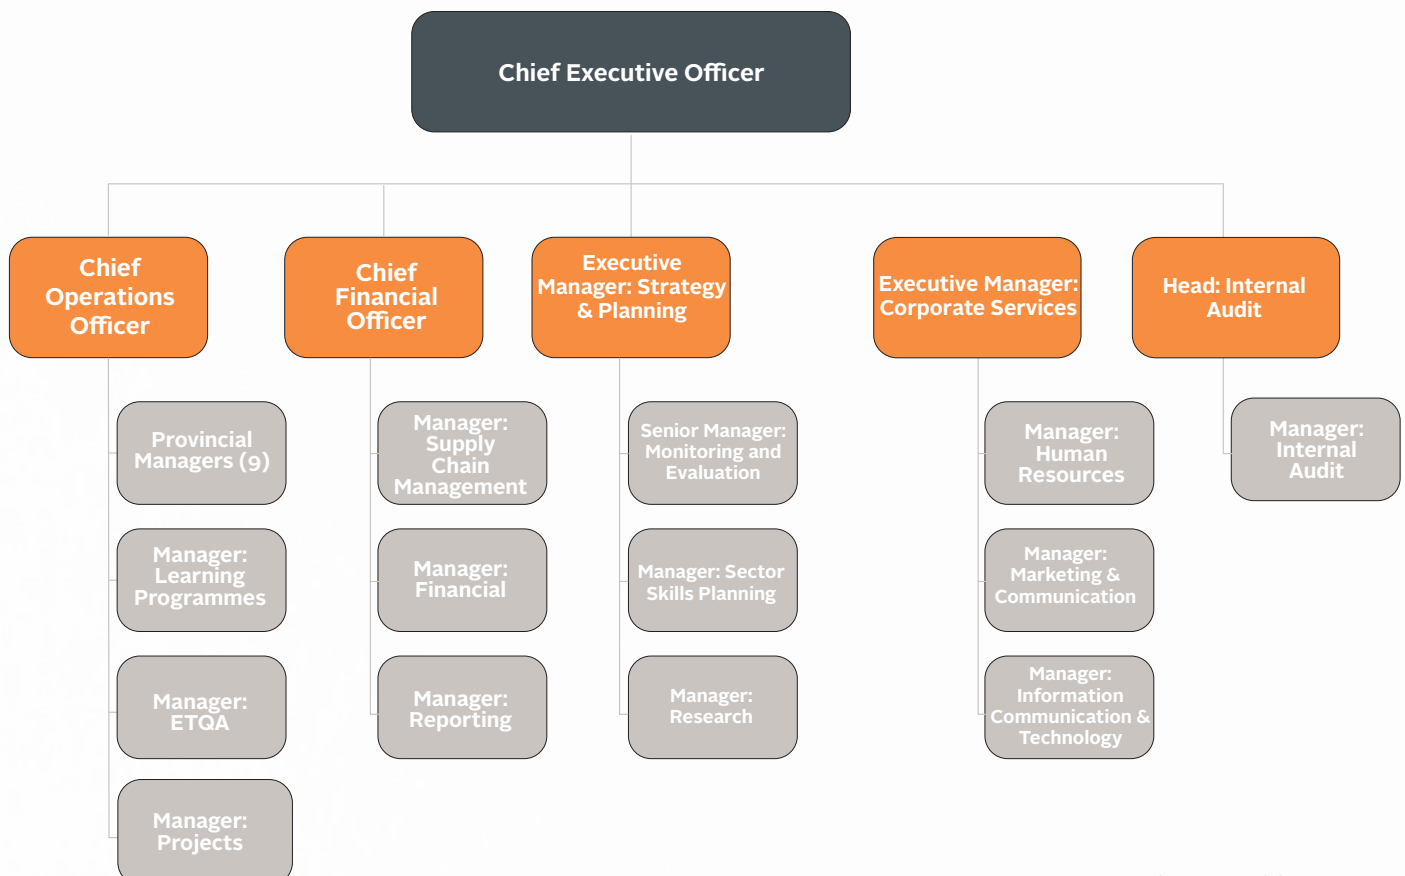 Chief Executive Officer
Chief
Operations
Officer
Chief
Financial
Officer
Executive
Manager: Strategy
& Planning
Executive Manager:
Corporate Services
Head: Internal
Audit
Provincial
Managers (9)
Manager:
Learning
Programmes
Manager:
ETQA
Manager:
Projects
Manager:
Supply
Chain
Management
Manager:
Financial
Manager:
Reporting
Senior Manager:
Monitoring and
Evaluation
Manager: Sector
Skills Planning
Manager:
Research
Manager:
Human
Resources
Manager:
Marketing &
Communication
Manager:
Information
Communication &
Technology
Manager:
Internal
Audit